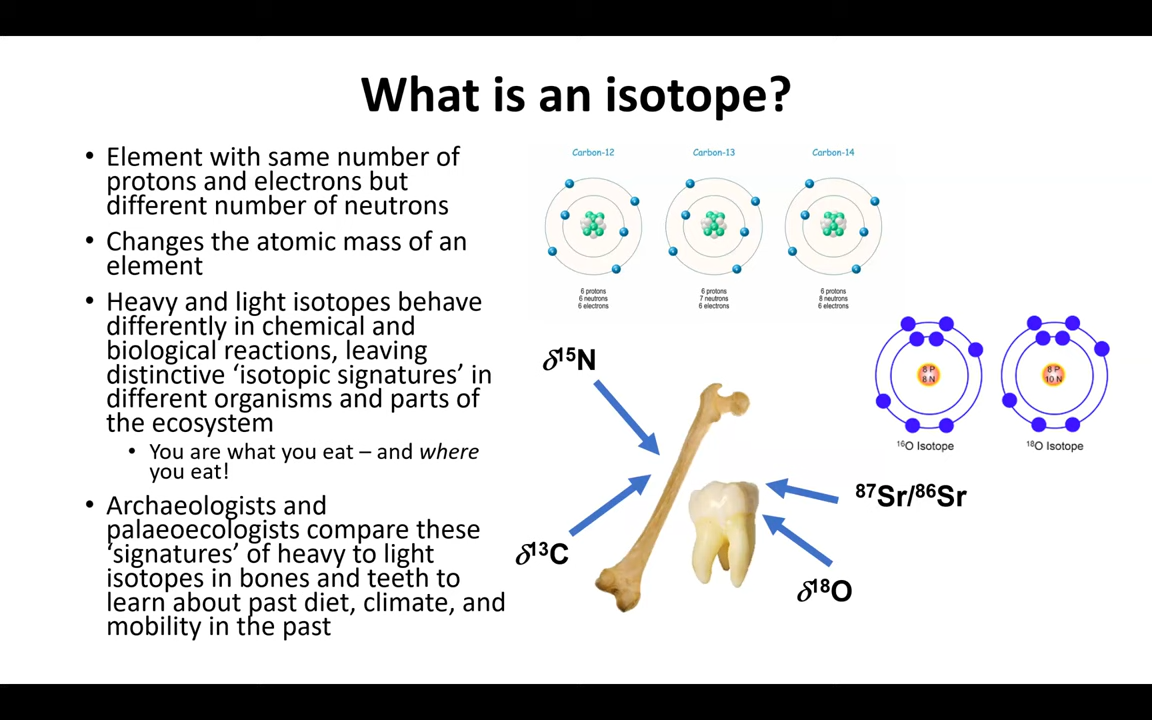 What is an isotope?
• Element with same number of
protons and electrons but
different number of neutrons
• Changes the atomic mass of an
element
• Heavy and light isotopes behave
differently in chemical and
biological reactions, leaving
distinctive ‘isotopic signatures’ in
different organisms and parts of
the ecosystem
• You are what you eat – and where
you eat!
• Archaeologists and
palaeoecologists compare these
‘signatures’ of heavy to light
isotopes in bones and teeth to
learn about past diet, climate, and
mobility in the past
Carbon-12
6 protons
6 neutrons
6 electrons
Carbon-13
6 protons
7 neutrons
6 electrons
Carbon-14
6 protons
8 neutrons
6 electrons
8 P
8 N
¹⁶O Isotope
8 P
10 N
¹⁸O Isotope
δ¹⁵N
δ¹³C
⁸⁷Sr/⁸⁶Sr
δ¹⁸O